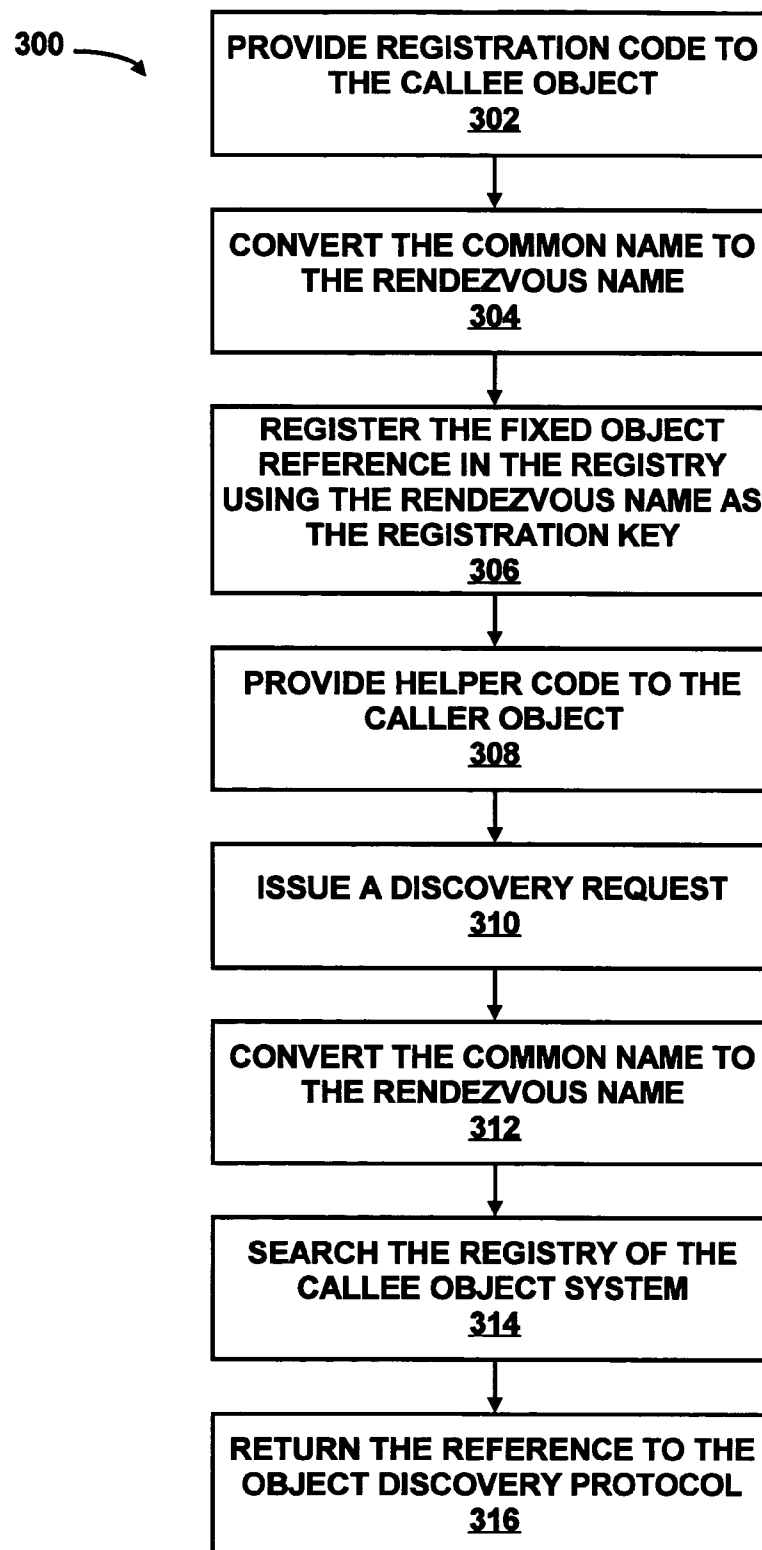 300
PROVIDE REGISTRATION CODE TO
THE CALLEE OBJECT
302
CONVERT THE COMMON NAME TO
THE RENDEZVOUS NAME
304
REGISTER THE FIXED OBJECT
REFERENCE IN THE REGISTRY
USING THE RENDEZVOUS NAME AS
THE REGISTRATION KEY
306
PROVIDE HELPER CODE TO THE
CALLER OBJECT
308
ISSUE A DISCOVERY REQUEST
310
CONVERT THE COMMON NAME TO
THE RENDEZVOUS NAME
312
SEARCH THE REGISTRY OF THE
CALLEE OBJECT SYSTEM
314
RETURN THE REFERENCE TO THE
OBJECT DISCOVERY PROTOCOL
316